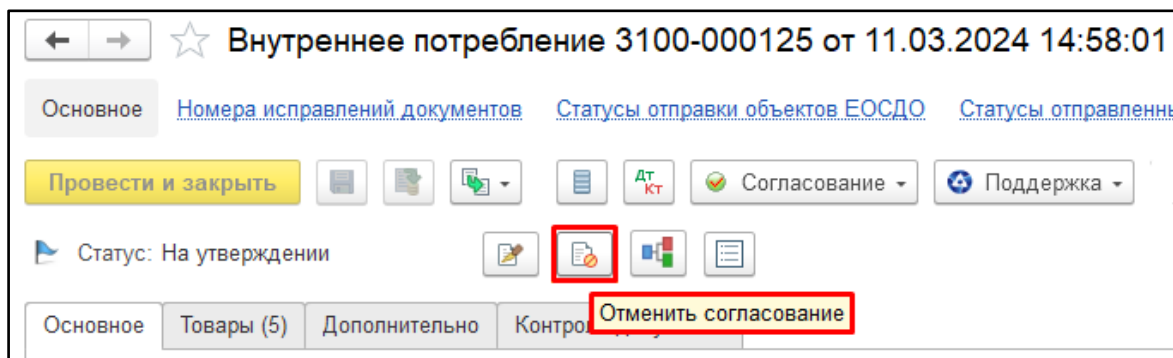 Внутреннее потребление 3100-000125 от 11.03.2024 14:58:01
Основное Номера исправлений документов Статусы отправки объектов ЕОСДО Статусы отправленны
Провести и закрыть Дт Кт Согласование Поддержка
Статус: На утверждении
Основное Товары (5) Дополнительно Контрол
Отменить согласование